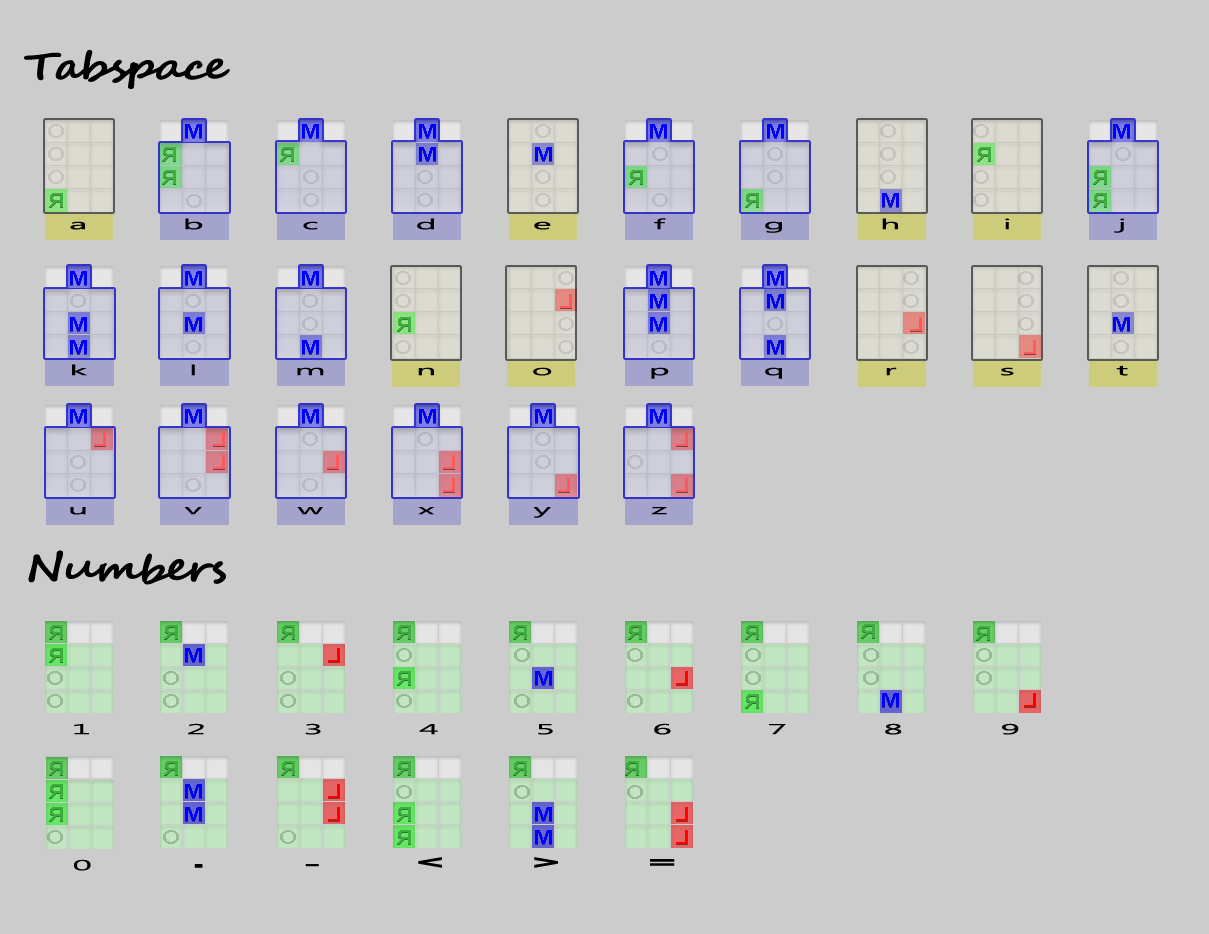 Tabspace
M M M M M M
Я Я Я M M Я Я
Я Я Я
Я Я M Я
a b c d e f g h i j
M M M M M
M M L
M M Я M L M
M M M L
k l m n o p q r s t
M M M M M M
L L L
L L L
L L L
u v w x y z
Numbers
Я Я Я Я Я Я Я Я Я
Я M L
Я M L
Я M L
1 2 3 4 5 6 7 8 9
Я Я Я Я Я Я
Я M L
Я M L Я M L
Я M L
0 - – < > =